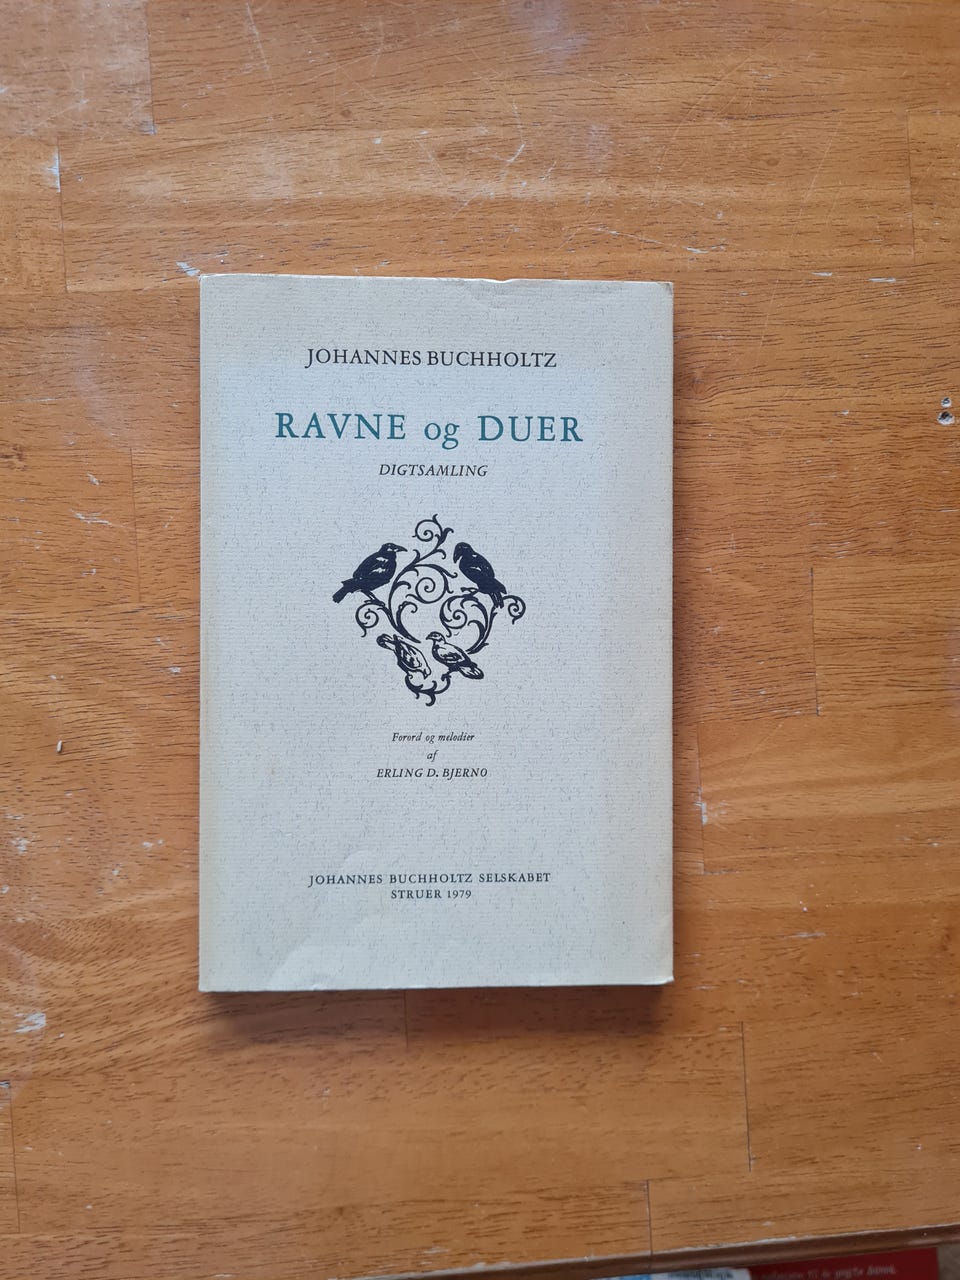 JOHANNES BUCHHOLTZ
RAVNE og DUER
DIGTSAMLING
Forord og melodier
af
ERLING D. BJERNO
JOHANNES BUCHHOLTZ SELSKABET
STRUER 1979